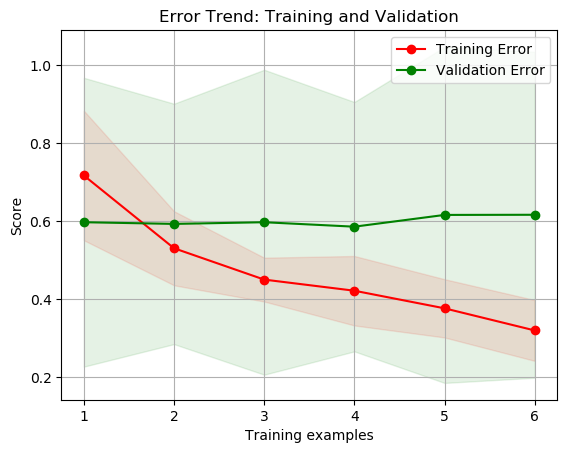 Error Trend: Training and Validation
Training Error
Validation Error
Score
1.0
0.8
0.6
0.4
0.2
1 2 3 4 5 6
Training examples